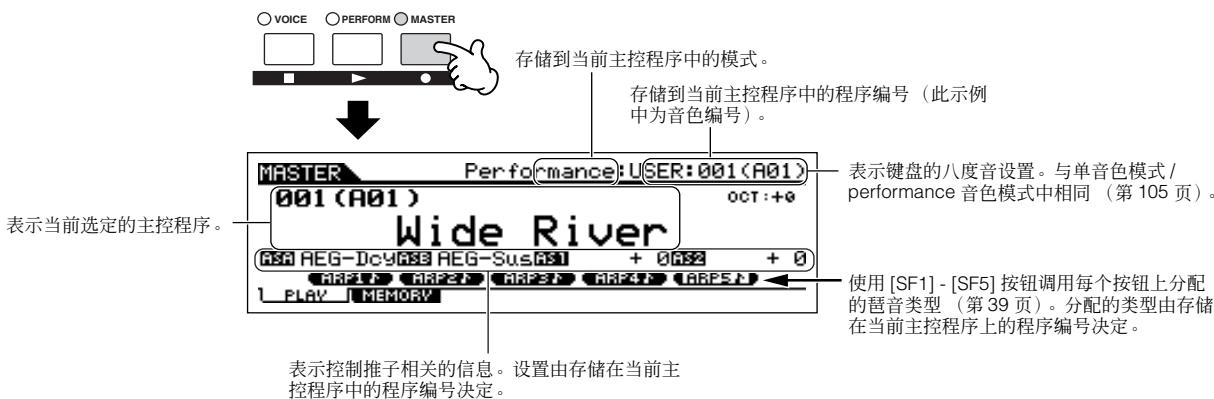 VOICE PERFORM MASTER
存储到当前主控程序中的模式。
存储到当前主控程序中的程序编号（此示例
中为音色编号）。
MASTER Performance:USER:001(A01)
001(A01) OCT:+0
Wide River
ASA AEG-Dcy ASB AEG-Sus AS1 + 0 AS2 + 0
ARP1♪ ARP2♪ ARP3♪ ARP4♪ ARP5♪
PLAY MEMORY
表示键盘的八度音设置。与单音色模式 /
performance 音色模式中相同 （第 105 页）。
表示当前选定的主控程序。
使用 [SF1] - [SF5] 按钮调用每个按钮上分配
的琶音类型 （第 39 页）。分配的类型由存储
在当前主控程序上的程序编号决定。
表示控制推子相关的信息。设置由存储在当前主
控程序中的程序编号决定。